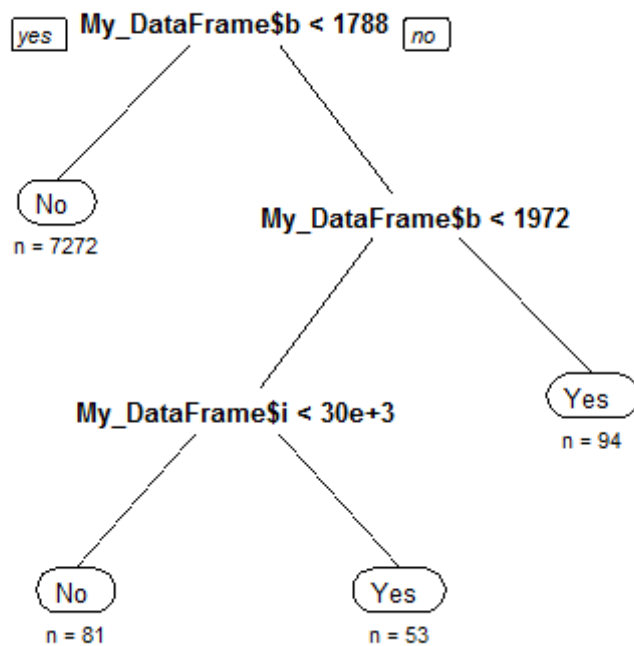 yes My_DataFrame$b < 1788 no
No
n = 7272
My_DataFrame$b < 1972
Yes
n = 94
My_DataFrame$i < 30e+3
No Yes
n = 81 n = 53